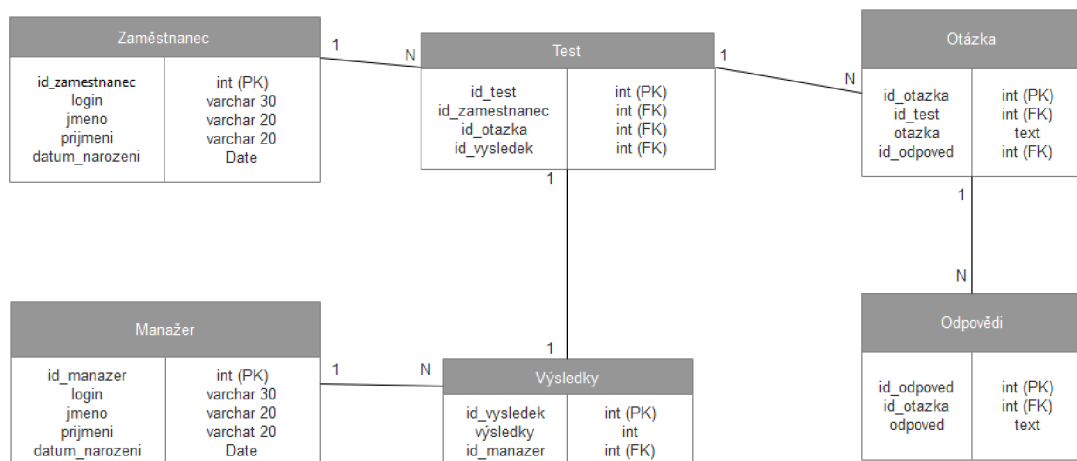 Zaměstnanec
id_zamestnanec int (PK)
login varchar 30
jmeno varchar 20
prijmeni varchar 20
datum_narozeni Date
1
N
Test
id_test int (PK)
id_zamestnanec int (FK)
id_otazka int (FK)
id_vysledek int (FK)
1
N
Otázka
id_otazka int (PK)
id_test int (FK)
otazka text
id_odpoved int (FK)
1
1
N
1
Manažer
id_manazer int (PK)
login varchar 30
jmeno varchar 20
prijmeni varchat 20
datum_narozeni Date
1
N
Výsledky
id_vysledek int (PK)
výsledky int
id_manazer int (FK)
Odpovědi
id_odpoved int (PK)
id_otazka int (FK)
odpoved text